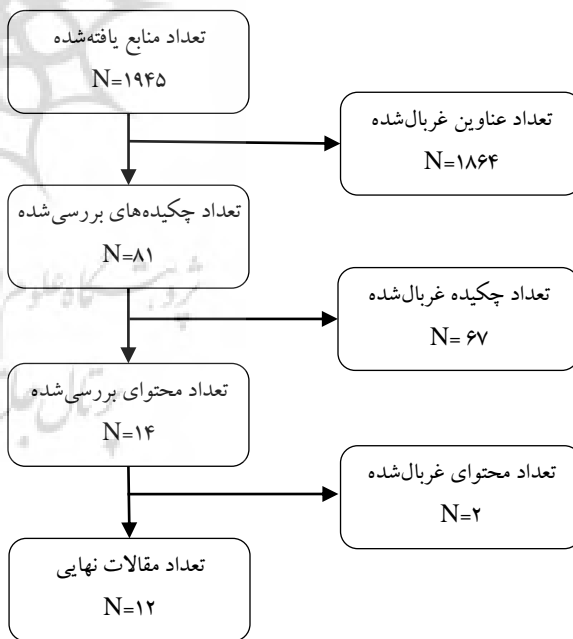 تعداد منابع یافته‌شده
N=۱۹۴۵
تعداد عناوین غربال‌شده
N=۱۸۶۴
تعداد چکیده‌های بررسی‌شده
N=۸۱
تعداد چکیده غربال‌شده
N= ۶۷
تعداد محتوای بررسی‌شده
N=۱۴
تعداد محتوای غربال‌شده
N=۲
تعداد مقالات نهایی
N=۱۲